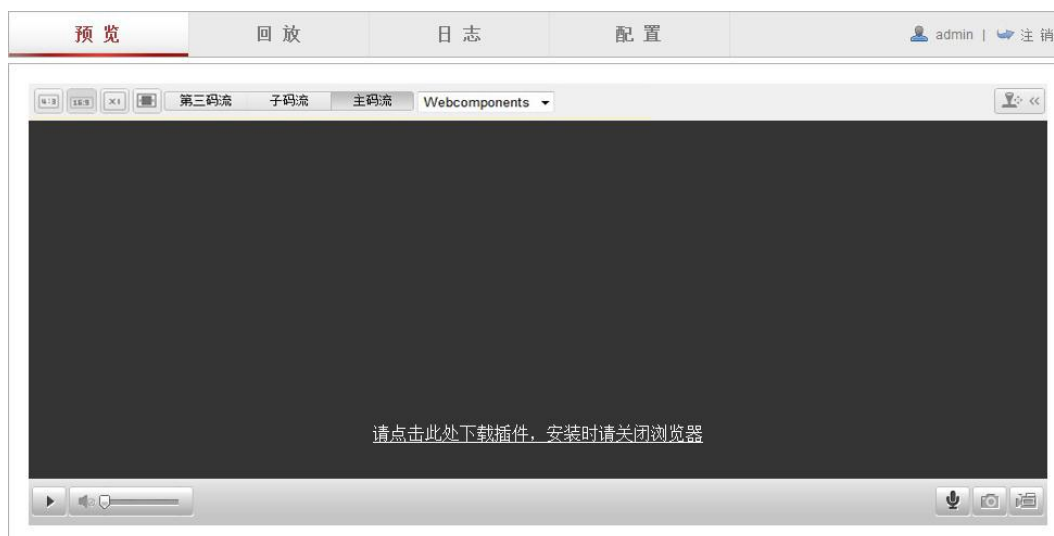 预 览 回 放 日 志 配 置 admin | 注 销
4:3 16:9 X1 第三码流 子码流 主码流 Webcomponents
请点击此处下载插件，安装时请关闭浏览器